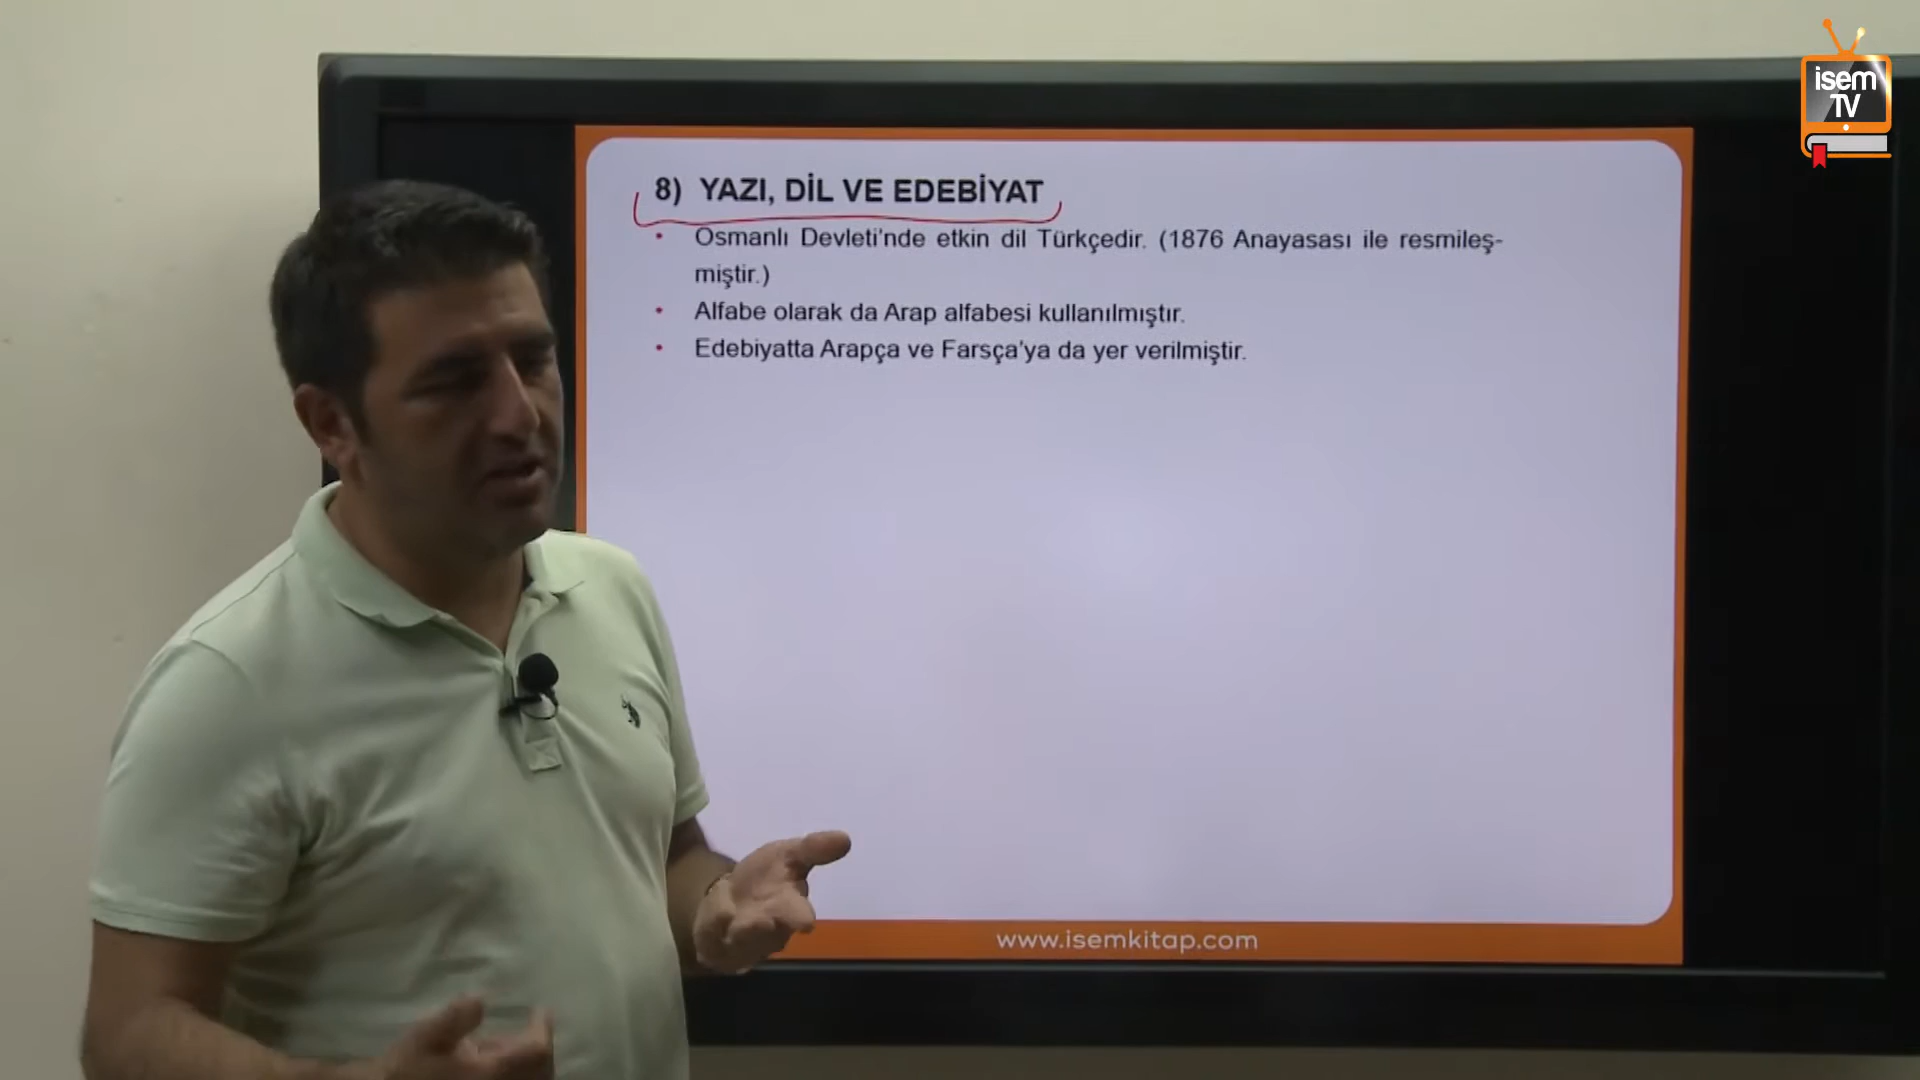 isem
TV
8) YAZI, DİL VE EDEBİYAT
• Osmanlı Devleti'nde etkin dil Türkçedir. (1876 Anayasası ile resmileş-
miştir.)
• Alfabe olarak da Arap alfabesi kullanılmıştır.
• Edebiyatta Arapça ve Farsça'ya da yer verilmiştir.
www.isemkitap.com